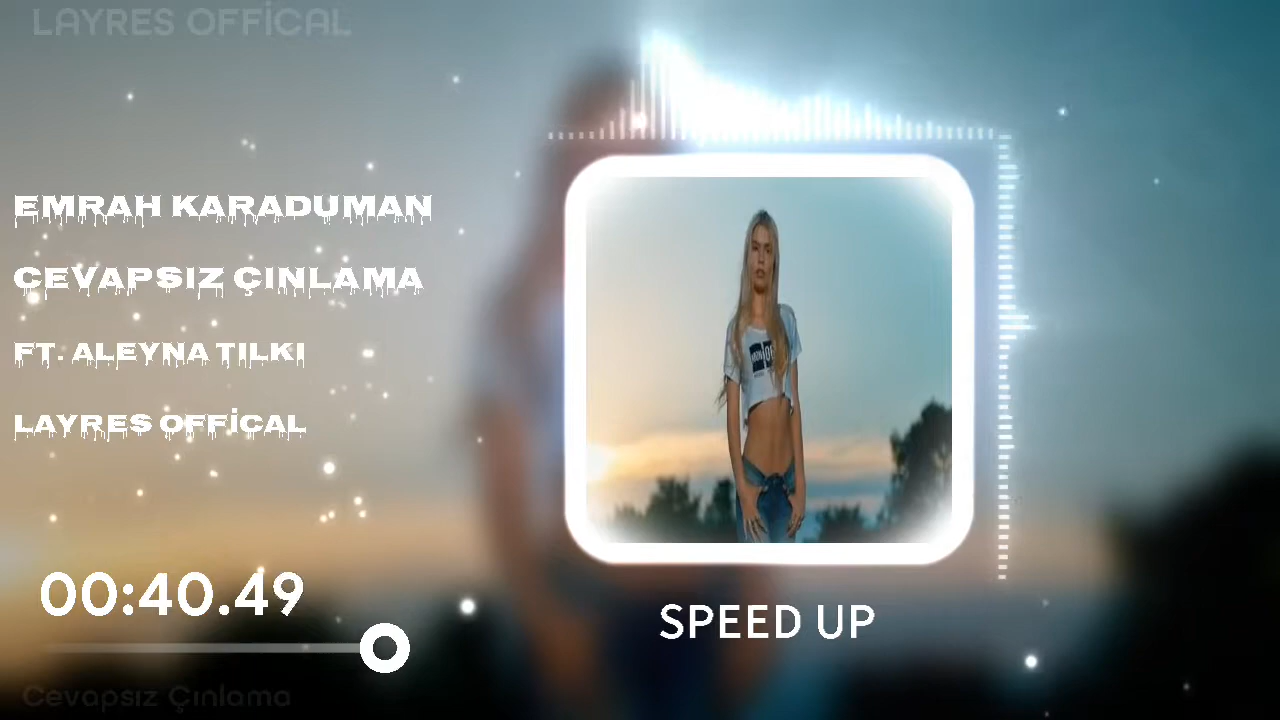 LAYRES OFFİCAL
EMRAH KARADUMAN
CEVAPSIZ ÇINLAMA
FT. ALEYNA TILKI
LAYRES OFFİCAL
00:40.49
SPEED UP
Cevapsız Çınlama